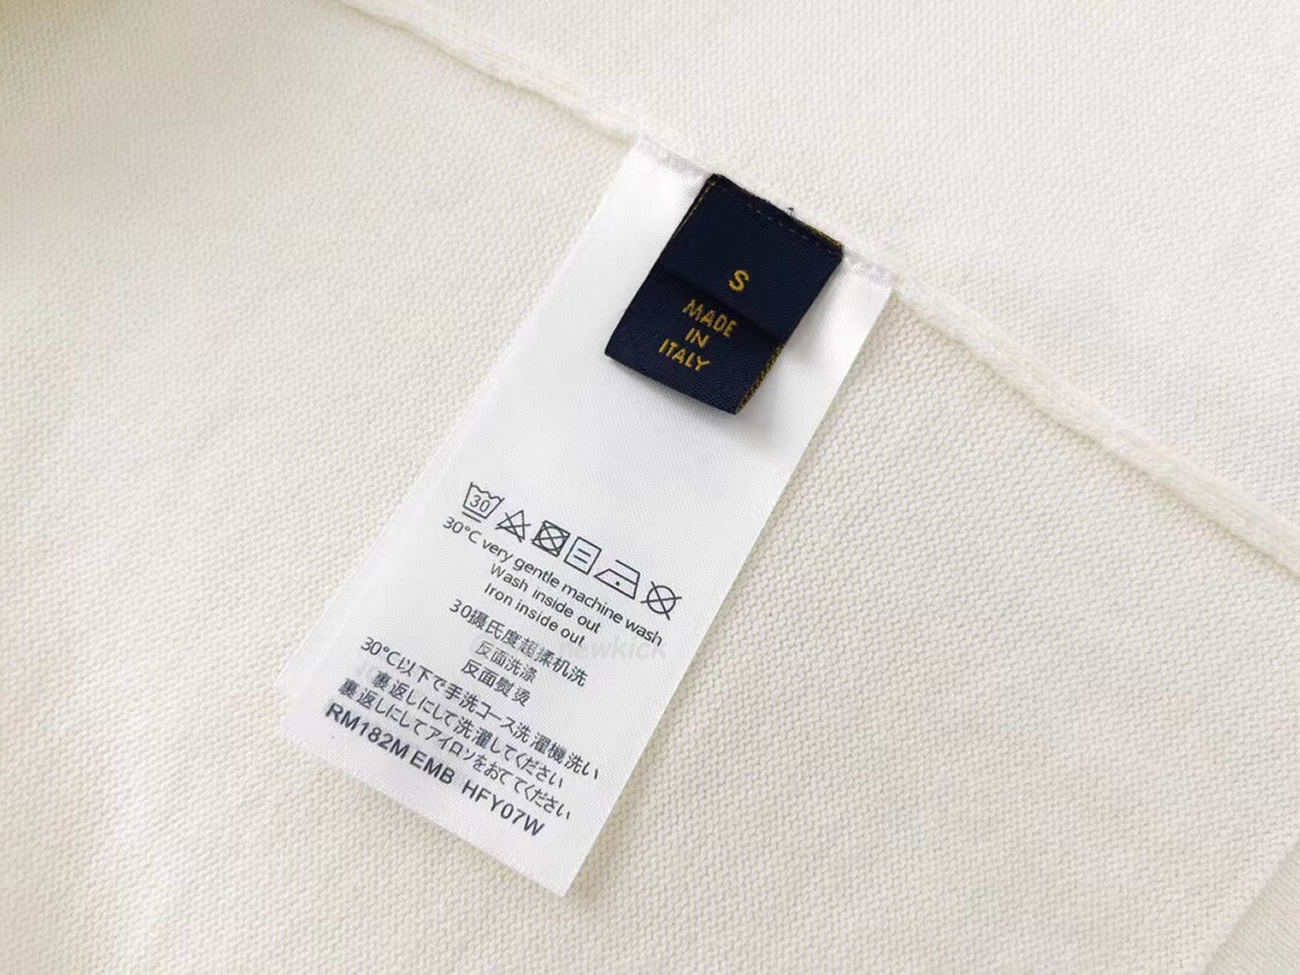 S
MADE
IN
ITALY
30
30°C very gentle machine wash
Wash inside out
Iron inside out
30摄氏度超柔机洗
反面洗涤
反面熨烫
30°C以下で手洗コース洗濯機洗い
裏返しにして洗濯してください
裏返しにしてアイロンをおててください
RM182M EMB HFY07W
newkick